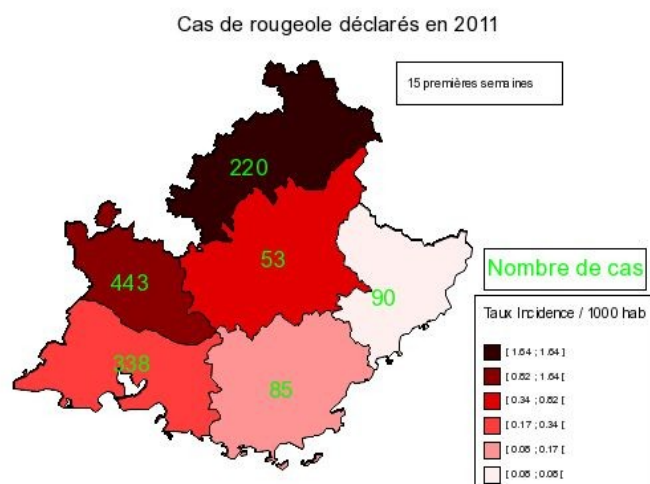 Cas de rougeole déclarés en 2011
15 premières semaines
220
53
443
90
338
85
Nombre de cas
Taux Incidence / 1000 hab
[ 1.64 ; 1.64 [
[ 0.82 ; 1.64 [
[ 0.34 ; 0.82 [
[ 0.17 ; 0.34 [
[ 0.08 ; 0.17 [
[ 0.08 ; 0.08 [